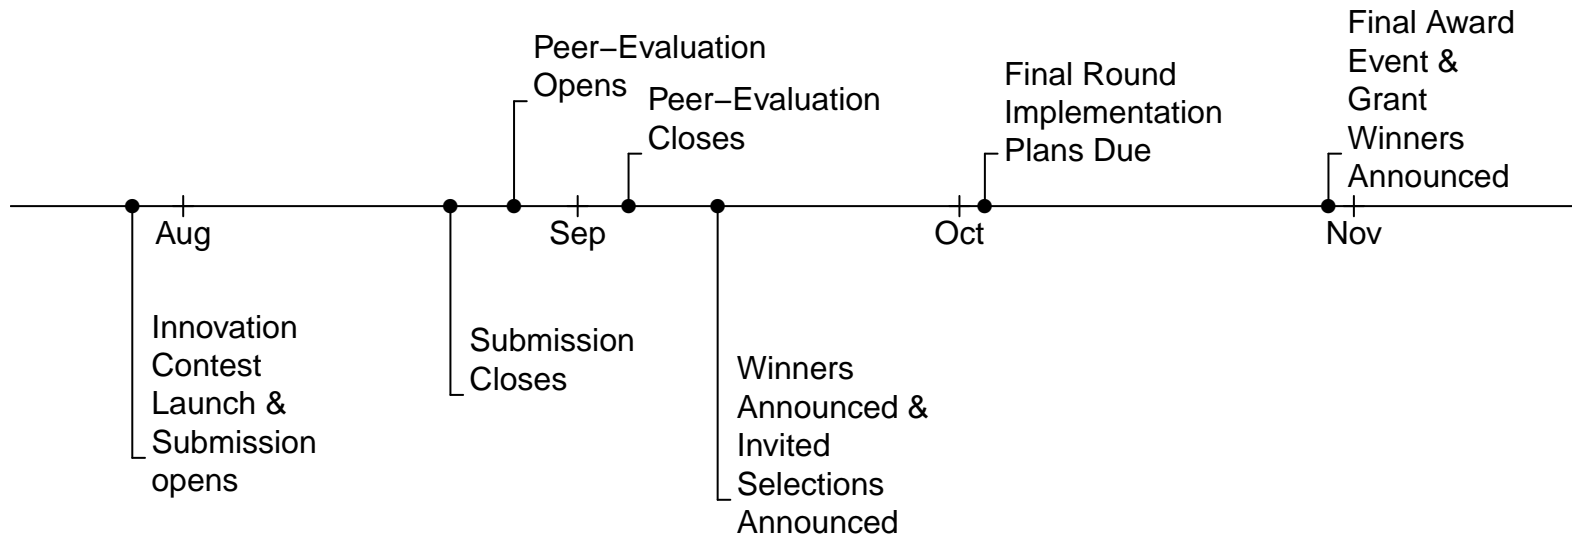 Peer−Evaluation
Opens
Peer−Evaluation
Closes
Final Round
Implementation
Plans Due
Final Award
Event &
Grant
Winners
Announced
Aug
Sep
Oct
Nov
Innovation
Contest
Launch &
Submission
opens
Submission
Closes
Winners
Announced &
Invited
Selections
Announced